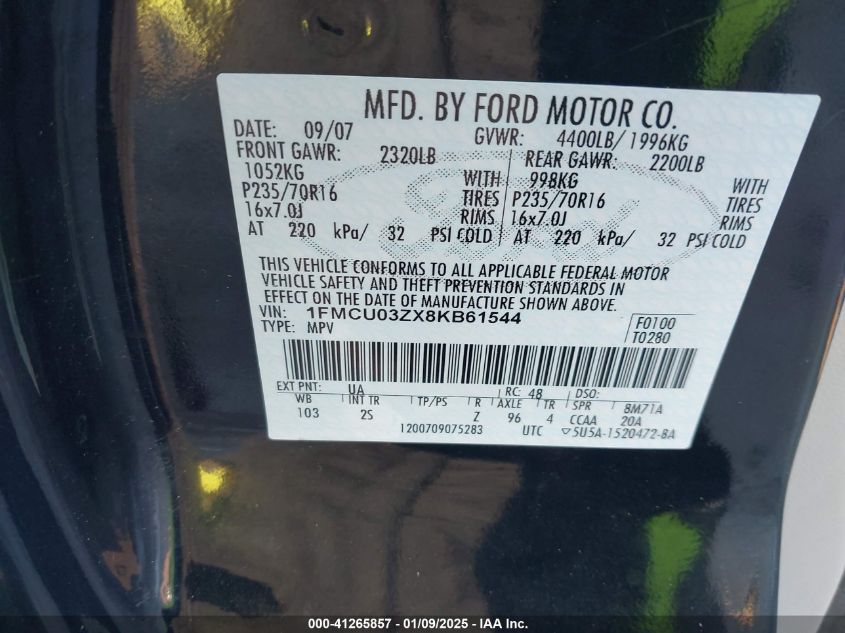 MFD. BY FORD MOTOR CO.
DATE: 09/07 GVWR: 4400LB/ 1996KG
FRONT GAWR: 2320LB REAR GAWR: 2200LB
1052KG WITH 998KG WITH
P235/70R16 TIRES P235/70R16 TIRES
16x7.0J RIMS 16x7.0J RIMS
AT 220 kPa/ 32 PSI COLD AT 220 kPa/ 32 PSI COLD
THIS VEHICLE CONFORMS TO ALL APPLICABLE FEDERAL MOTOR
VEHICLE SAFETY AND THEFT PREVENTION STANDARDS IN
EFFECT ON THE DATE OF MANUFACTURE SHOWN ABOVE.
VIN: 1FMCU03ZX8KB61544 F0100
TYPE: MPV T0280
EXT PNT: UA RC: 48 DSO:
WB INT TR TP/PS R AXLE TR SPR 8M71A
103 2S Z 96 4 CCAA 20A
1200709075283 UTC ▽5U5A-1520472-8A
Ford
000-41265857 - 01/09/2025 - IAA Inc.